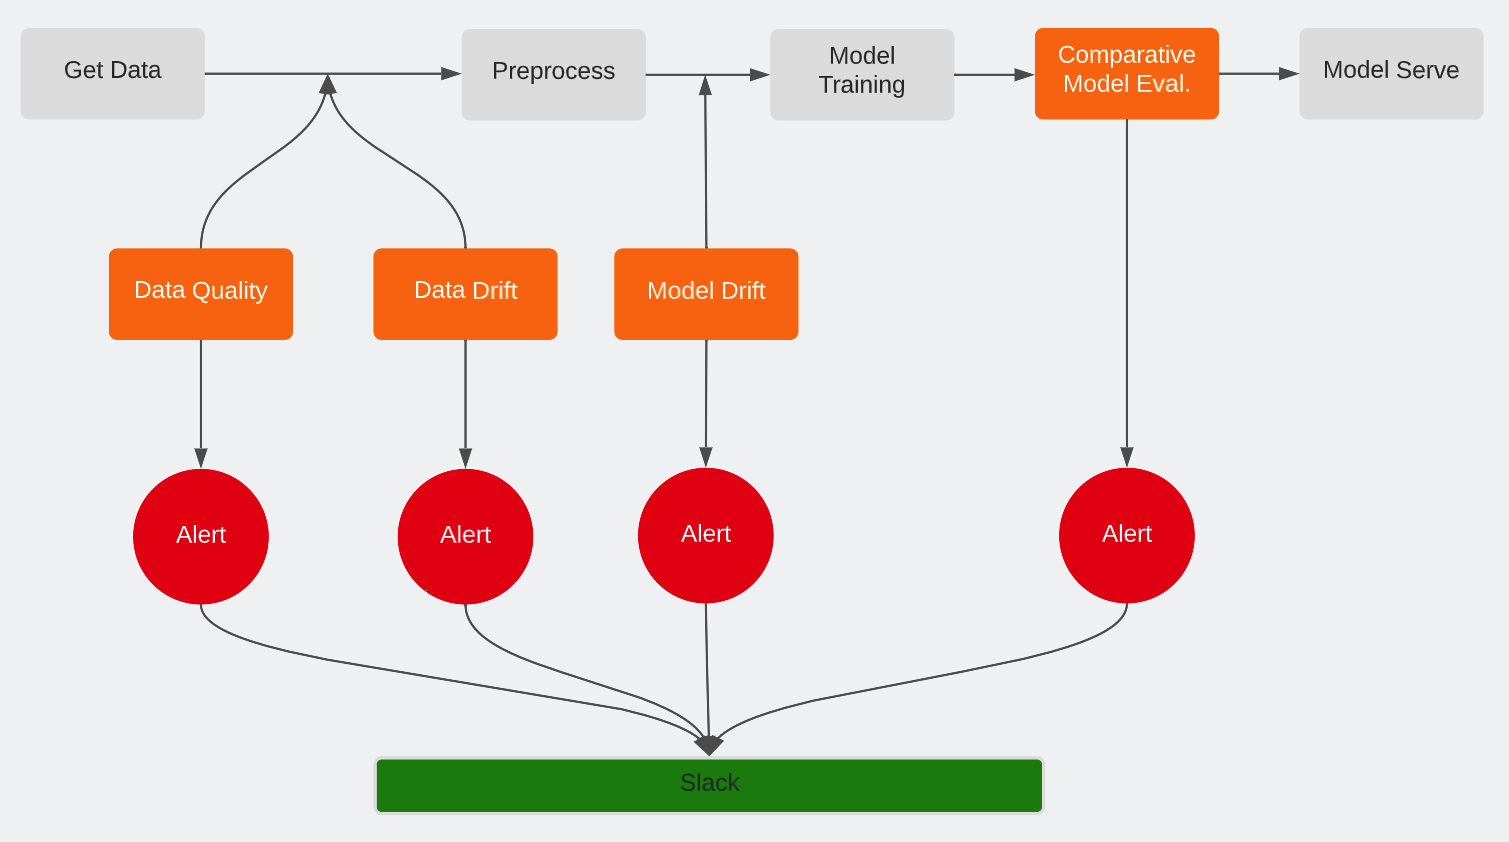 Get Data
Preprocess
Model
Training
Comparative
Model Eval.
Model Serve
Data Quality
Data Drift
Model Drift
Alert
Alert
Alert
Alert
Slack